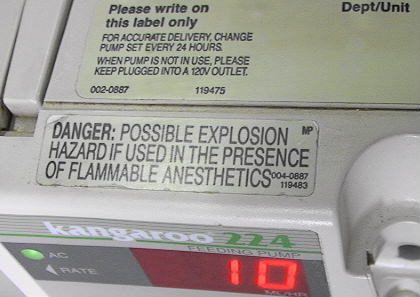 Please write on
this label only
Dept/Unit
FOR ACCURATE DELIVERY, CHANGE
PUMP SET EVERY 24 HOURS.
WHEN PUMP IS NOT IN USE, PLEASE
KEEP PLUGGED INTO A 120V OUTLET.
002-0887 119475
DANGER: POSSIBLE EXPLOSION MP
HAZARD IF USED IN THE PRESENCE
OF FLAMMABLE ANESTHETICS 004-0887
119483
kangaroo 224
FEEDING PUMP
AC
RATE
10
ML/HR